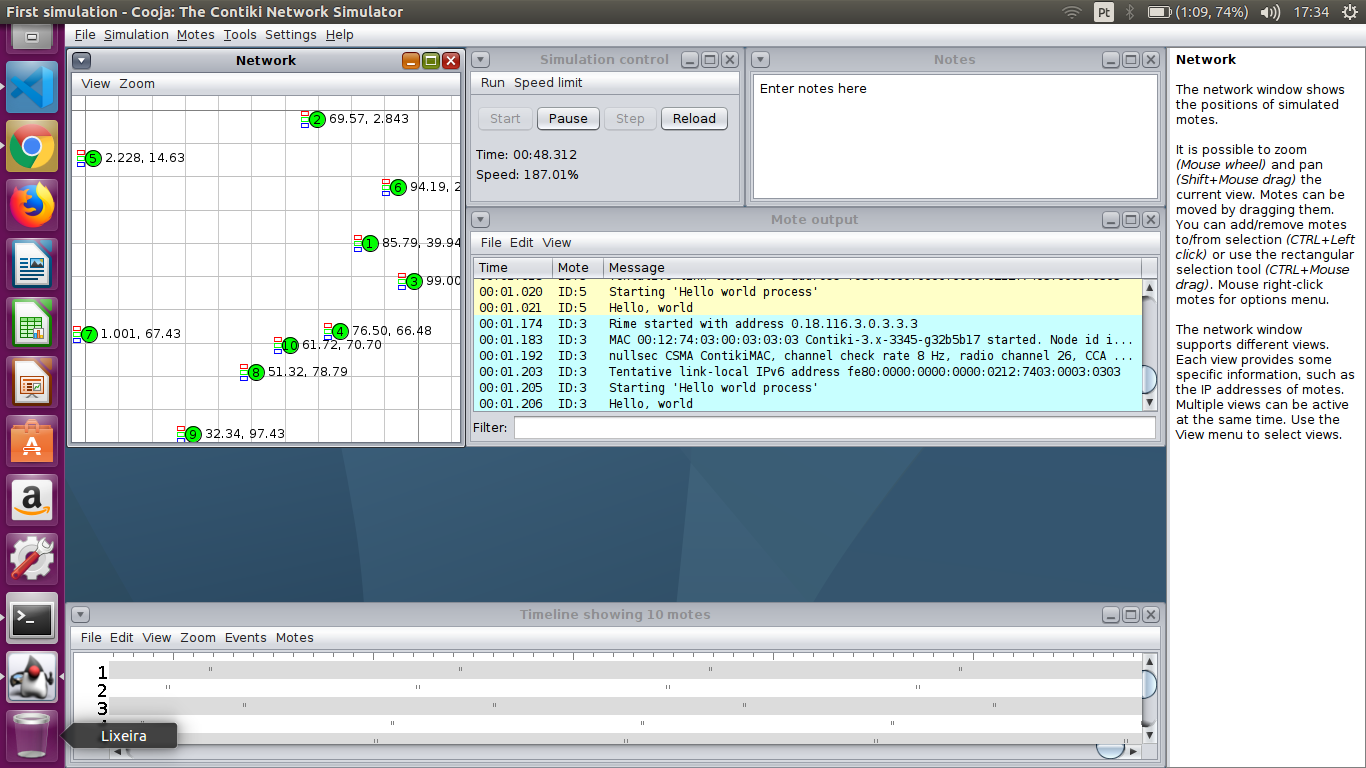 First simulation - Cooja: The Contiki Network Simulator
Pt
(1:09, 74%)
17:34
File Simulation Motes Tools Settings Help
Network
View Zoom
2 69.57, 2.843
5 2.228, 14.63
6 94.19, 2
1 85.79, 39.94
3 99.00
7 1.001, 67.43
4 76.50, 66.48
10 61.72, 70.70
8 51.32, 78.79
9 32.34, 97.43
Simulation control
Run Speed limit
Start Pause Step Reload
Time: 00:48.312
Speed: 187.01%
Notes
Enter notes here
Mote output
File Edit View
Time Mote Message
00:01.020 ID:5 Starting 'Hello world process'
00:01.021 ID:5 Hello, world
00:01.174 ID:3 Rime started with address 0.18.116.3.0.3.3.3
00:01.183 ID:3 MAC 00:12:74:03:00:03:03:03 Contiki-3.x-3345-g32b5b17 started. Node id i...
00:01.192 ID:3 nullsec CSMA ContikiMAC, channel check rate 8 Hz, radio channel 26, CCA ...
00:01.203 ID:3 Tentative link-local IPv6 address fe80:0000:0000:0000:0212:7403:0003:0303
00:01.205 ID:3 Starting 'Hello world process'
00:01.206 ID:3 Hello, world
Filter:
Network
The network window shows
the positions of simulated
motes.
It is possible to zoom
(Mouse wheel) and pan
(Shift+Mouse drag) the
current view. Motes can be
moved by dragging them.
You can add/remove motes
to/from selection (CTRL+Left
click) or use the rectangular
selection tool (CTRL+Mouse
drag). Mouse right-click
motes for options menu.
The network window
supports different views.
Each view provides some
specific information, such as
the IP addresses of motes.
Multiple views can be active
at the same time. Use the
View menu to select views.
Timeline showing 10 motes
File Edit View Zoom Events Motes
1
2
3
Lixeira